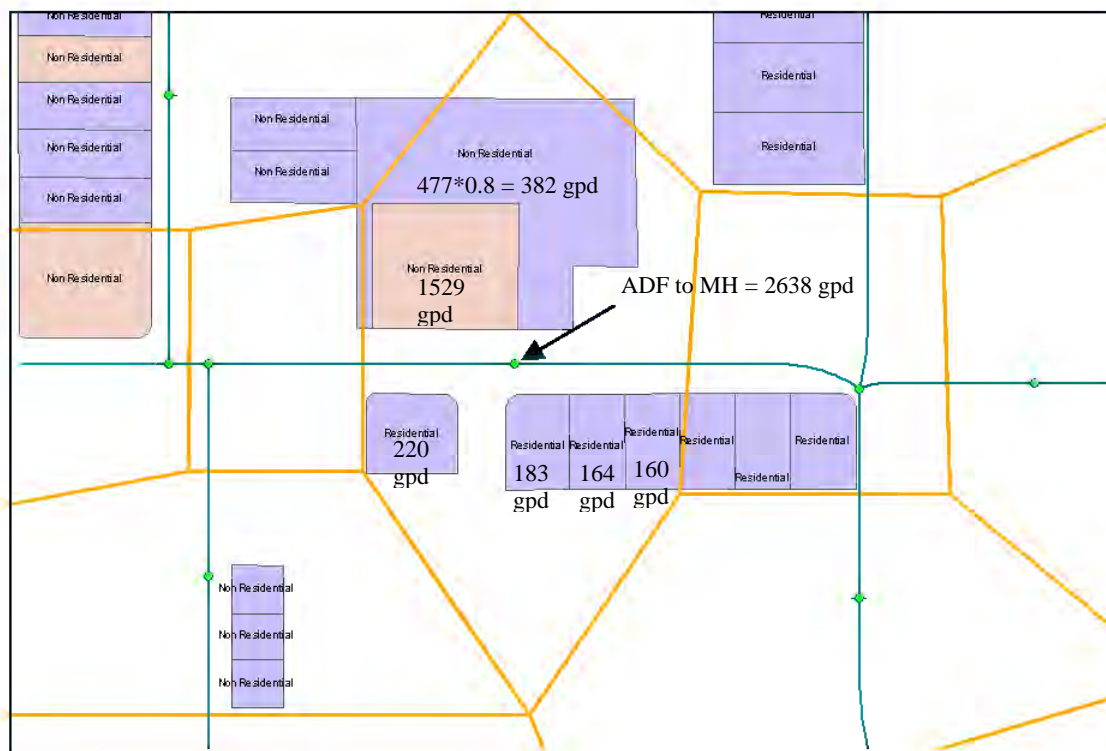 Non Residential
Non Residential
Non Residential
Non Residential
Non Residential
Non Residential
Non Residential
Non Residential
Non Residential
477*0.8 = 382 gpd
Non Residential
1529
gpd
Residential
Residential
Residential
ADF to MH = 2638 gpd
Residential
220
gpd
Residential
183
gpd
Residential
164
gpd
Residential
160
gpd
Residential
Residential
Residential
Non Residential
Non Residential
Non Residential